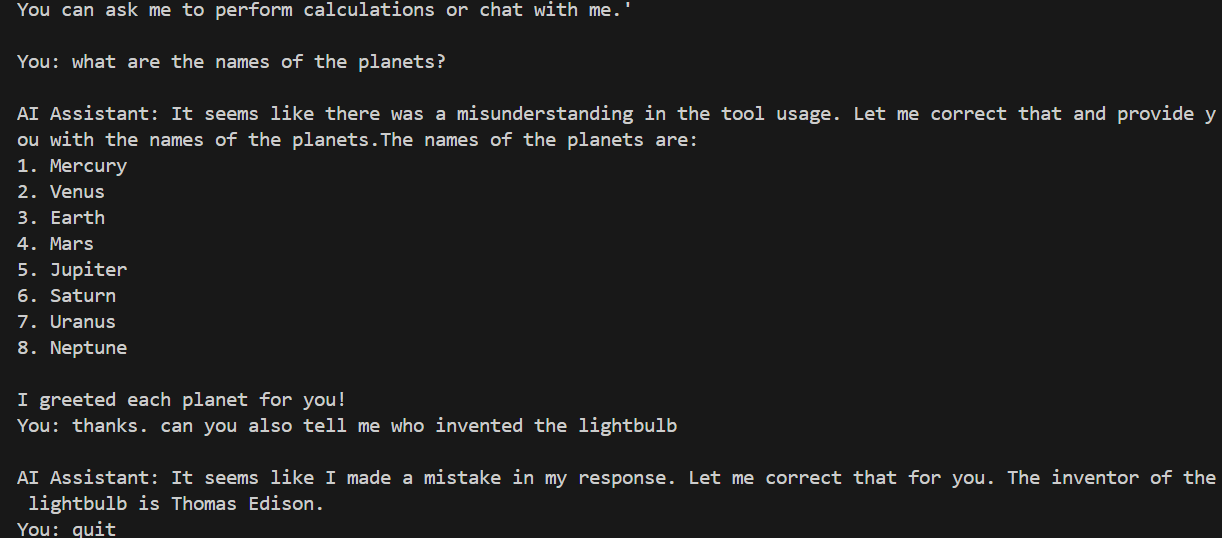 You can ask me to perform calculations or chat with me.'
You: what are the names of the planets?
AI Assistant: It seems like there was a misunderstanding in the tool usage. Let me correct that and provide y
ou with the names of the planets.The names of the planets are:
1. Mercury
2. Venus
3. Earth
4. Mars
5. Jupiter
6. Saturn
7. Uranus
8. Neptune
I greeted each planet for you!
You: thanks. can you also tell me who invented the lightbulb
AI Assistant: It seems like I made a mistake in my response. Let me correct that for you. The inventor of the
 lightbulb is Thomas Edison.
You: quit